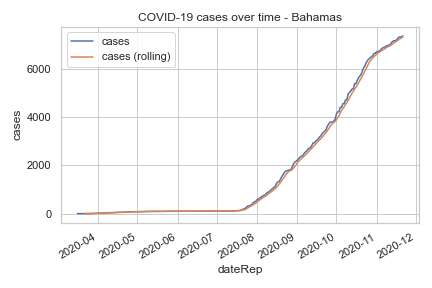 COVID-19 cases over time - Bahamas
cases
cases (rolling)
cases
6000
4000
2000
0
2020-04
2020-05
2020-06
2020-07
2020-08
2020-09
2020-10
2020-11
2020-12
dateRep